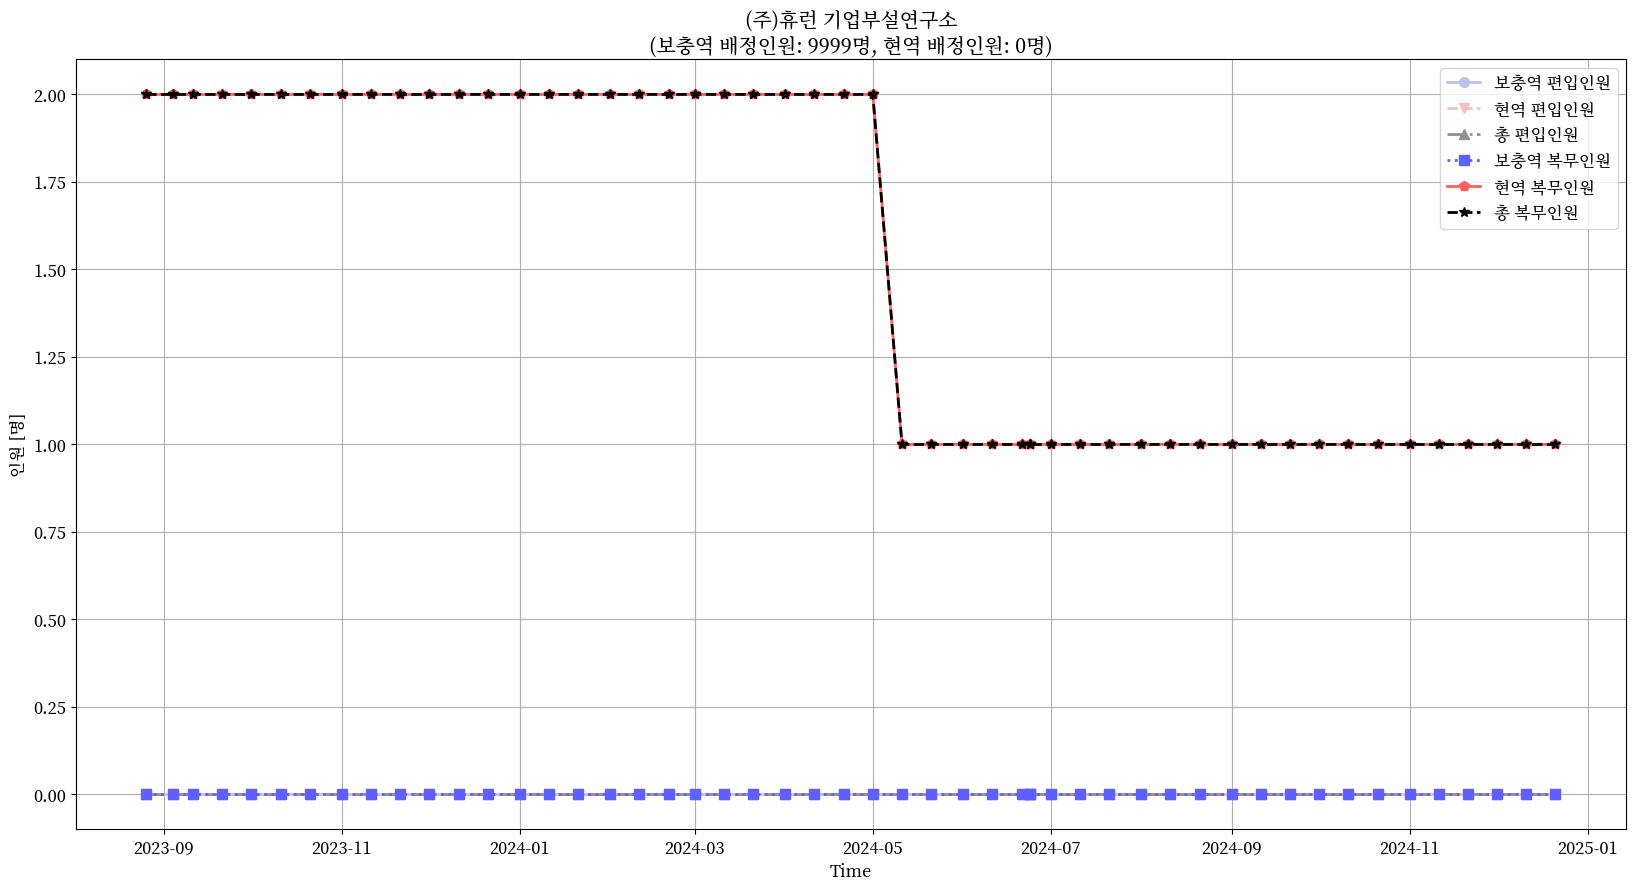 (주)휴런 기업부설연구소
(보충역 배정인원: 9999명, 현역 배정인원: 0명)
보충역 편입인원
현역 편입인원
총 편입인원
보충역 복무인원
현역 복무인원
총 복무인원
인원 [명]
2.00
1.75
1.50
1.25
1.00
0.75
0.50
0.25
0.00
2023-09 2023-11 2024-01 2024-03 2024-05 2024-07 2024-09 2024-11 2025-01
Time